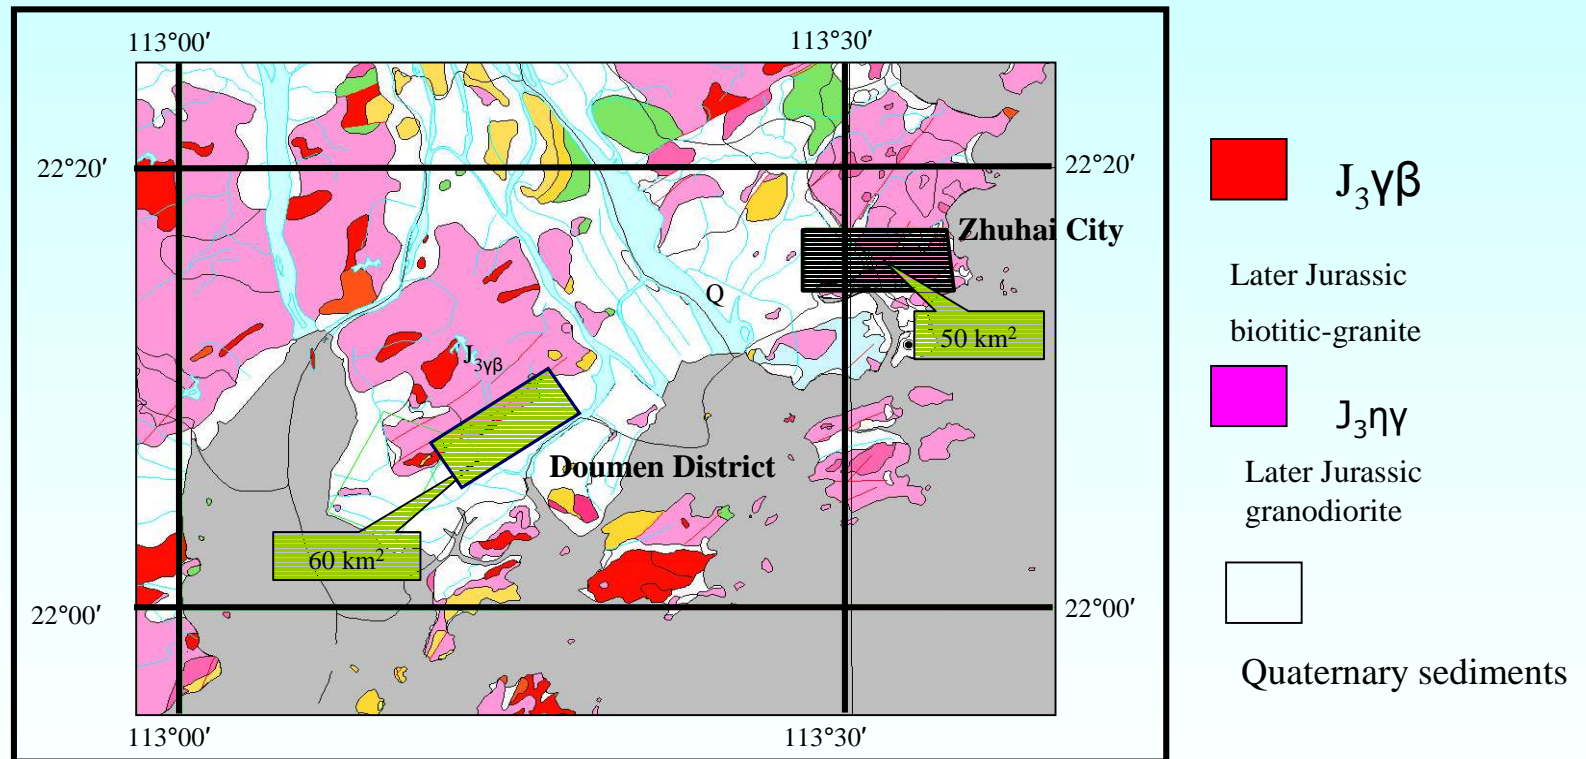 113°00′
113°30′
22°20′
22°20′
Zhuhai City
Q
50 km²
J₃γβ
Doumen District
60 km²
22°00′
22°00′
113°00′
113°30′
J₃γβ
Later Jurassic
biotitic-granite
J₃ηγ
Later Jurassic
granodiorite
Quaternary sediments